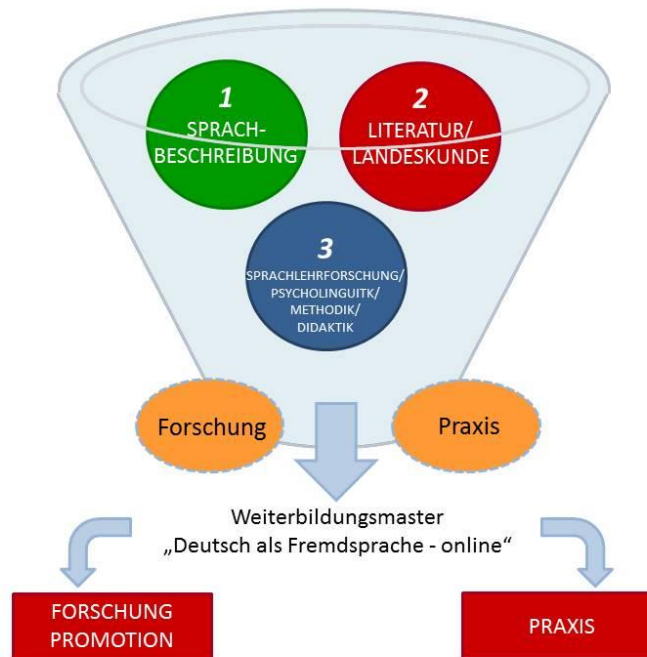 1
SPRACH-
BESCHREIBUNG
2
LITERATUR/
LANDESKUNDE
3
SPRACHLEHRFORSCHUNG/
PSYCHOLINGUITK/
METHODIK/
DIDAKTIK
Forschung
Praxis
Weiterbildungsmaster
„Deutsch als Fremdsprache - online“
FORSCHUNG
PROMOTION
PRAXIS